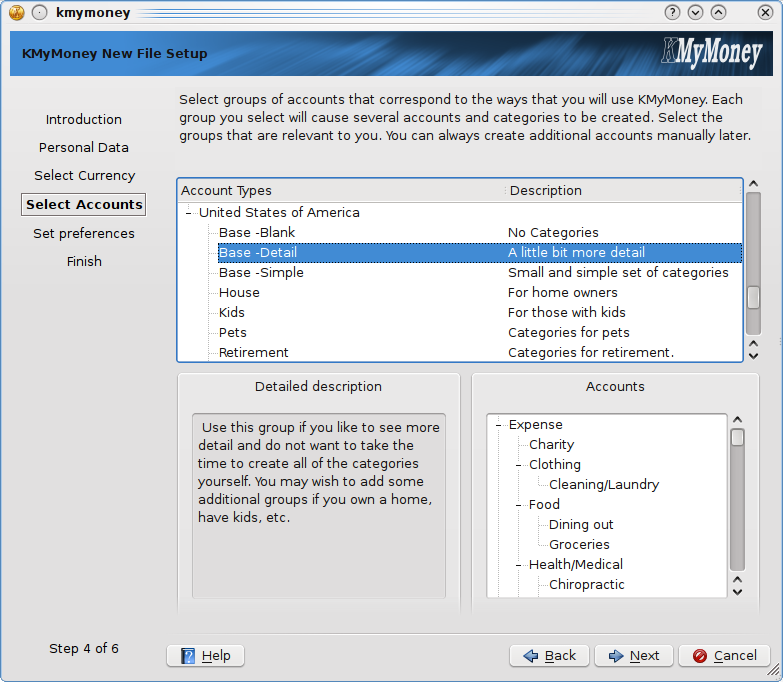 kmymoney
KMyMoney New File Setup
KMyMoney
Introduction
Personal Data
Select Currency
Select Accounts
Set preferences
Finish
Select groups of accounts that correspond to the ways that you will use KMyMoney. Each
group you select will cause several accounts and categories to be created. Select the
groups that are relevant to you. You can always create additional accounts manually later.
Account Types Description
United States of America
Base -Blank No Categories
Base -Detail A little bit more detail
Base -Simple Small and simple set of categories
House For home owners
Kids For those with kids
Pets Categories for pets
Retirement Categories for retirement.
Detailed description
Use this group if you like to see more
detail and do not want to take the
time to create all of the categories
yourself. You may wish to add some
additional groups if you own a home,
have kids, etc.
Accounts
Expense
Charity
Clothing
Cleaning/Laundry
Food
Dining out
Groceries
Health/Medical
Chiropractic
Step 4 of 6
? Help
Back
Next
Cancel